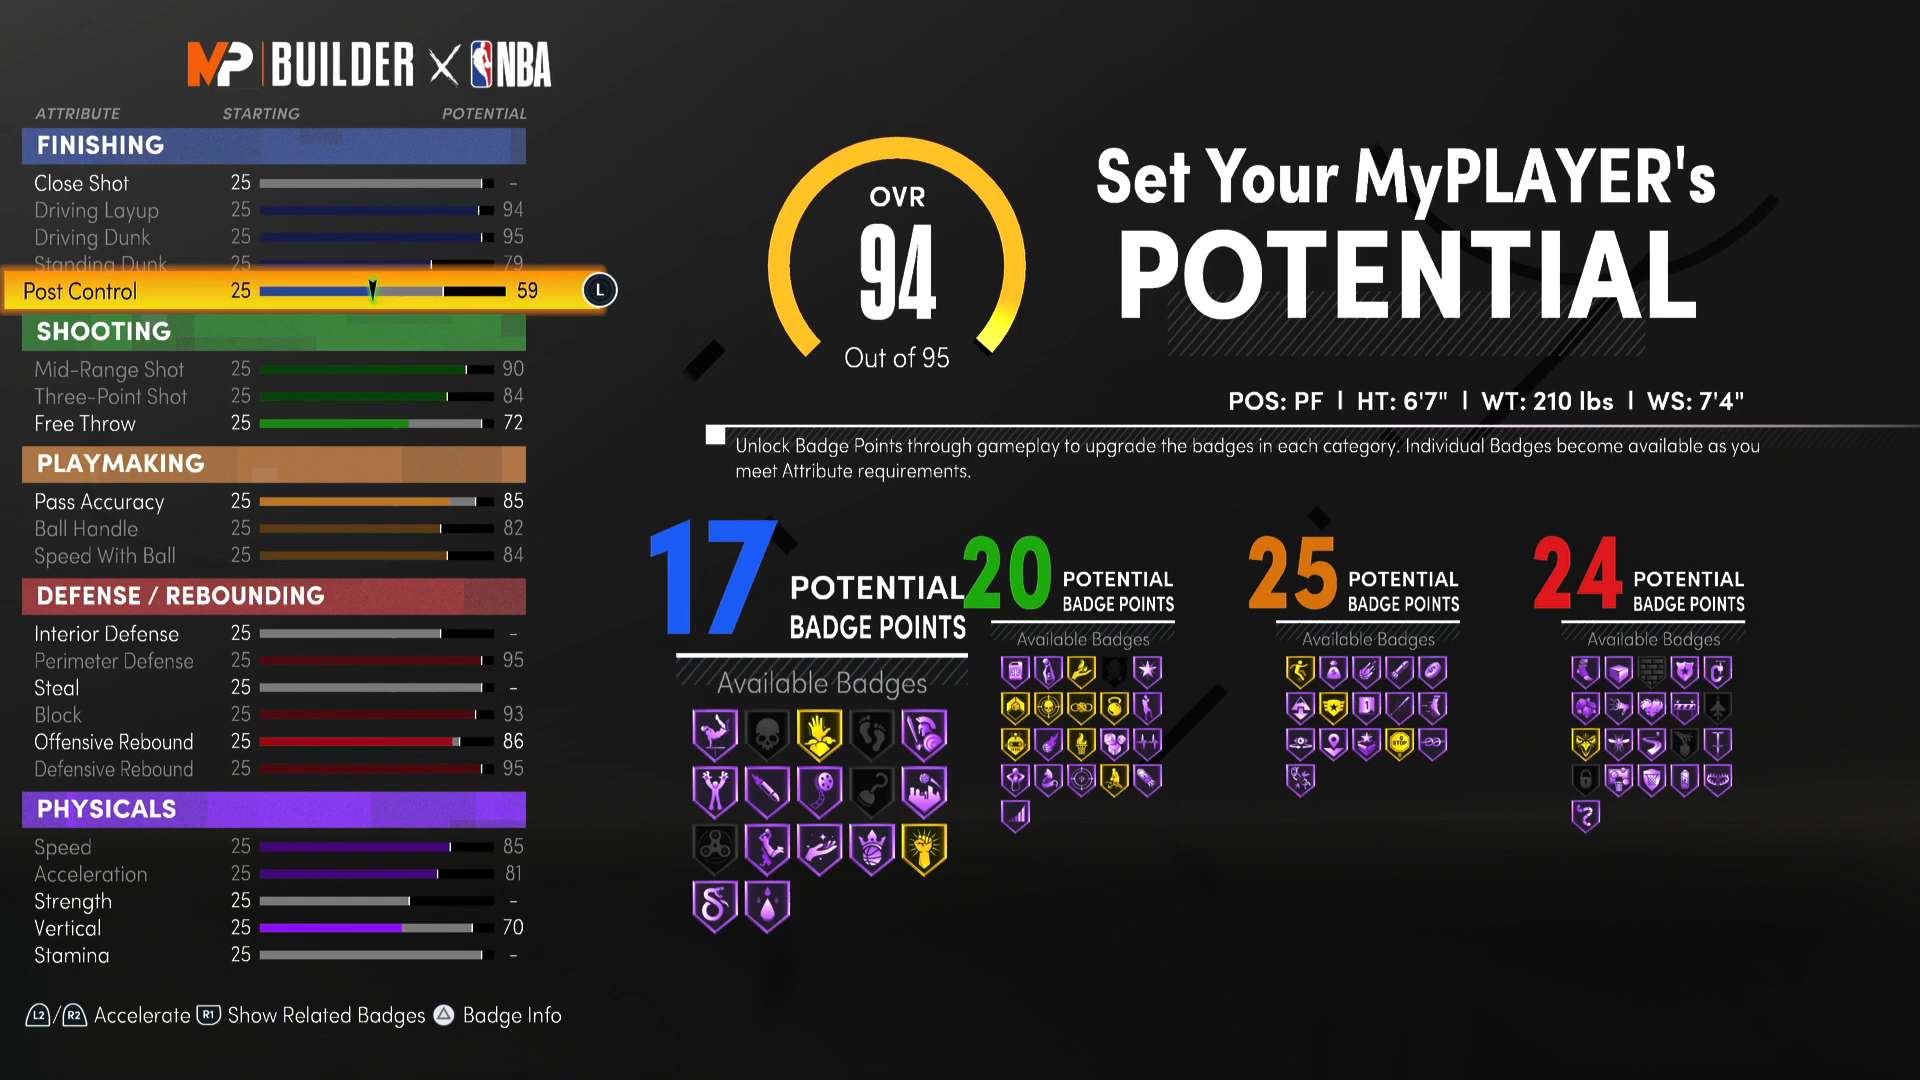 MP | BUILDER X NBA
ATTRIBUTE STARTING POTENTIAL
FINISHING
Close Shot 25 -
Driving Layup 25 94
Driving Dunk 25 95
Standing Dunk 25 79
Post Control 25 59 L
SHOOTING
Mid-Range Shot 25 90
Three-Point Shot 25 84
Free Throw 25 72
PLAYMAKING
Pass Accuracy 25 85
Ball Handle 25 82
Speed With Ball 25 84
DEFENSE / REBOUNDING
Interior Defense 25 -
Perimeter Defense 25 95
Steal 25 -
Block 25 93
Offensive Rebound 25 86
Defensive Rebound 25 95
PHYSICALS
Speed 25 85
Acceleration 25 81
Strength 25 -
Vertical 25 70
Stamina 25 -
L2 / R2 Accelerate R1 Show Related Badges Badge Info
OVR
94
Out of 95
Set Your MyPLAYER's
POTENTIAL
POS: PF | HT: 6'7" | WT: 210 lbs | WS: 7'4"
Unlock Badge Points through gameplay to upgrade the badges in each category. Individual Badges become available as you
meet Attribute requirements.
17 POTENTIAL
BADGE POINTS
Available Badges
20 POTENTIAL
BADGE POINTS
Available Badges
25 POTENTIAL
BADGE POINTS
Available Badges
STOP
24 POTENTIAL
BADGE POINTS
Available Badges